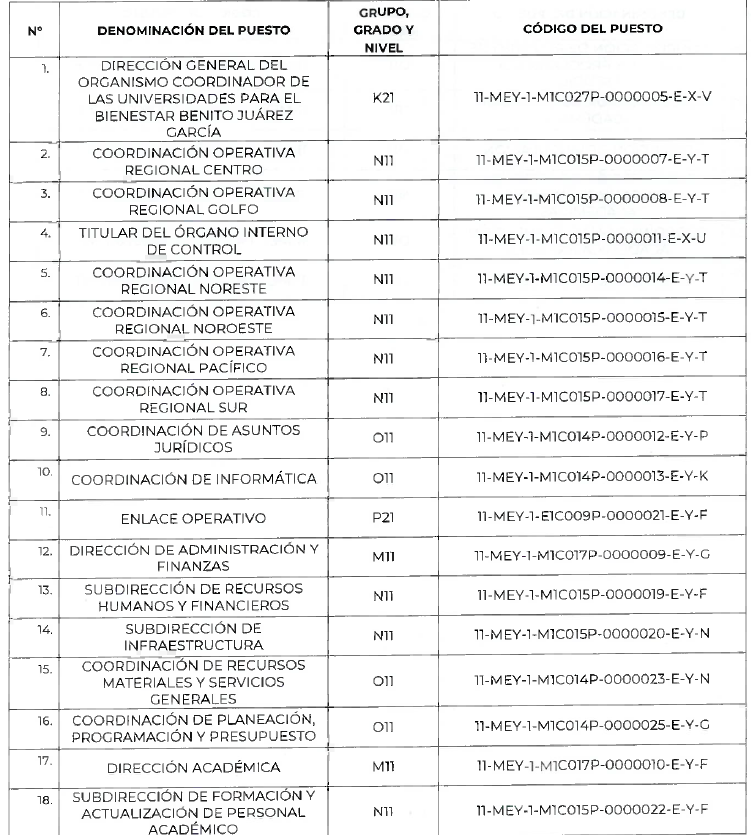 Nº DENOMINACIÓN DEL PUESTO GRUPO, GRADO Y NIVEL CÓDIGO DEL PUESTO
1. DIRECCIÓN GENERAL DEL
ORGANISMO COORDINADOR DE
LAS UNIVERSIDADES PARA EL
BIENESTAR BENITO JUÁREZ
GARCÍA K21 11-MEY-1-M1C027P-0000005-E-X-V
2. COORDINACIÓN OPERATIVA
REGIONAL CENTRO N11 11-MEY-1-M1C015P-0000007-E-Y-T
3. COORDINACIÓN OPERATIVA
REGIONAL GOLFO N11 11-MEY-1-M1C015P-0000008-E-Y-T
4. TITULAR DEL ÓRGANO INTERNO
DE CONTROL N11 11-MEY-1-M1C015P-0000011-E-X-U
5. COORDINACIÓN OPERATIVA
REGIONAL NORESTE N11 11-MEY-1-M1C015P-0000014-E-Y-T
6. COORDINACIÓN OPERATIVA
REGIONAL NOROESTE N11 11-MEY-1-M1C015P-0000015-E-Y-T
7. COORDINACIÓN OPERATIVA
REGIONAL PACÍFICO N11 11-MEY-1-M1C015P-0000016-E-Y-T
8. COORDINACIÓN OPERATIVA
REGIONAL SUR N11 11-MEY-1-M1C015P-0000017-E-Y-T
9. COORDINACIÓN DE ASUNTOS
JURÍDICOS O11 11-MEY-1-M1C014P-0000012-E-Y-P
10. COORDINACIÓN DE INFORMÁTICA O11 11-MEY-1-M1C014P-0000013-E-Y-K
11. ENLACE OPERATIVO P21 11-MEY-1-E1C009P-0000021-E-Y-F
12. DIRECCIÓN DE ADMINISTRACIÓN Y
FINANZAS M11 11-MEY-1-M1C017P-0000009-E-Y-G
13. SUBDIRECCIÓN DE RECURSOS
HUMANOS Y FINANCIEROS N11 11-MEY-1-M1C015P-0000019-E-Y-F
14. SUBDIRECCIÓN DE
INFRAESTRUCTURA N11 11-MEY-1-M1C015P-0000020-E-Y-N
15. COORDINACIÓN DE RECURSOS
MATERIALES Y SERVICIOS
GENERALES O11 11-MEY-1-M1C014P-0000023-E-Y-N
16. COORDINACIÓN DE PLANEACIÓN,
PROGRAMACIÓN Y PRESUPUESTO O11 11-MEY-1-M1C014P-0000025-E-Y-G
17. DIRECCIÓN ACADÉMICA M11 11-MEY-1-M1C017P-0000010-E-Y-F
18. SUBDIRECCIÓN DE FORMACIÓN Y
ACTUALIZACIÓN DE PERSONAL
ACADÉMICO N11 11-MEY-1-M1C015P-0000022-E-Y-F